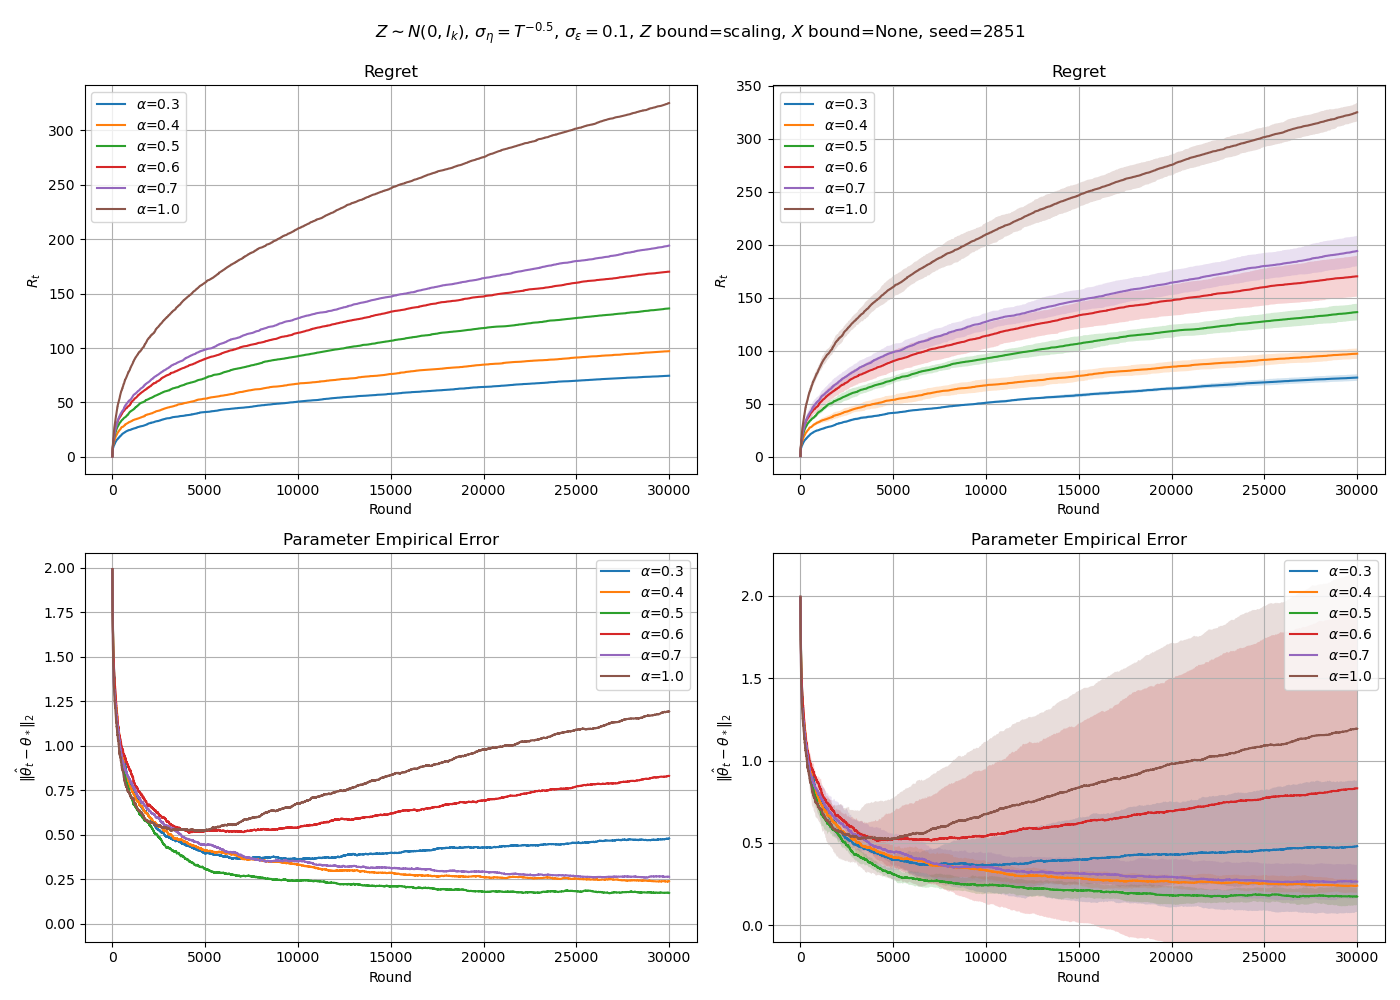 Z ~ N(0, I_k), σ_η = T^{-0.5}, σ_ε = 0.1, Z bound=scaling, X bound=None, seed=2851
Regret
α=0.3
α=0.4
α=0.5
α=0.6
α=0.7
α=1.0
300
250
200
150
100
50
0
R_t
0 5000 10000 15000 20000 25000 30000
Round
Regret
α=0.3
α=0.4
α=0.5
α=0.6
α=0.7
α=1.0
350
300
250
200
150
100
50
0
R_t
0 5000 10000 15000 20000 25000 30000
Round
Parameter Empirical Error
α=0.3
α=0.4
α=0.5
α=0.6
α=0.7
α=1.0
2.00
1.75
1.50
1.25
1.00
0.75
0.50
0.25
0.00
‖θ̂_t − θ_*‖_2
0 5000 10000 15000 20000 25000 30000
Round
Parameter Empirical Error
α=0.3
α=0.4
α=0.5
α=0.6
α=0.7
α=1.0
2.0
1.5
1.0
0.5
0.0
‖θ̂_t − θ_*‖_2
0 5000 10000 15000 20000 25000 30000
Round